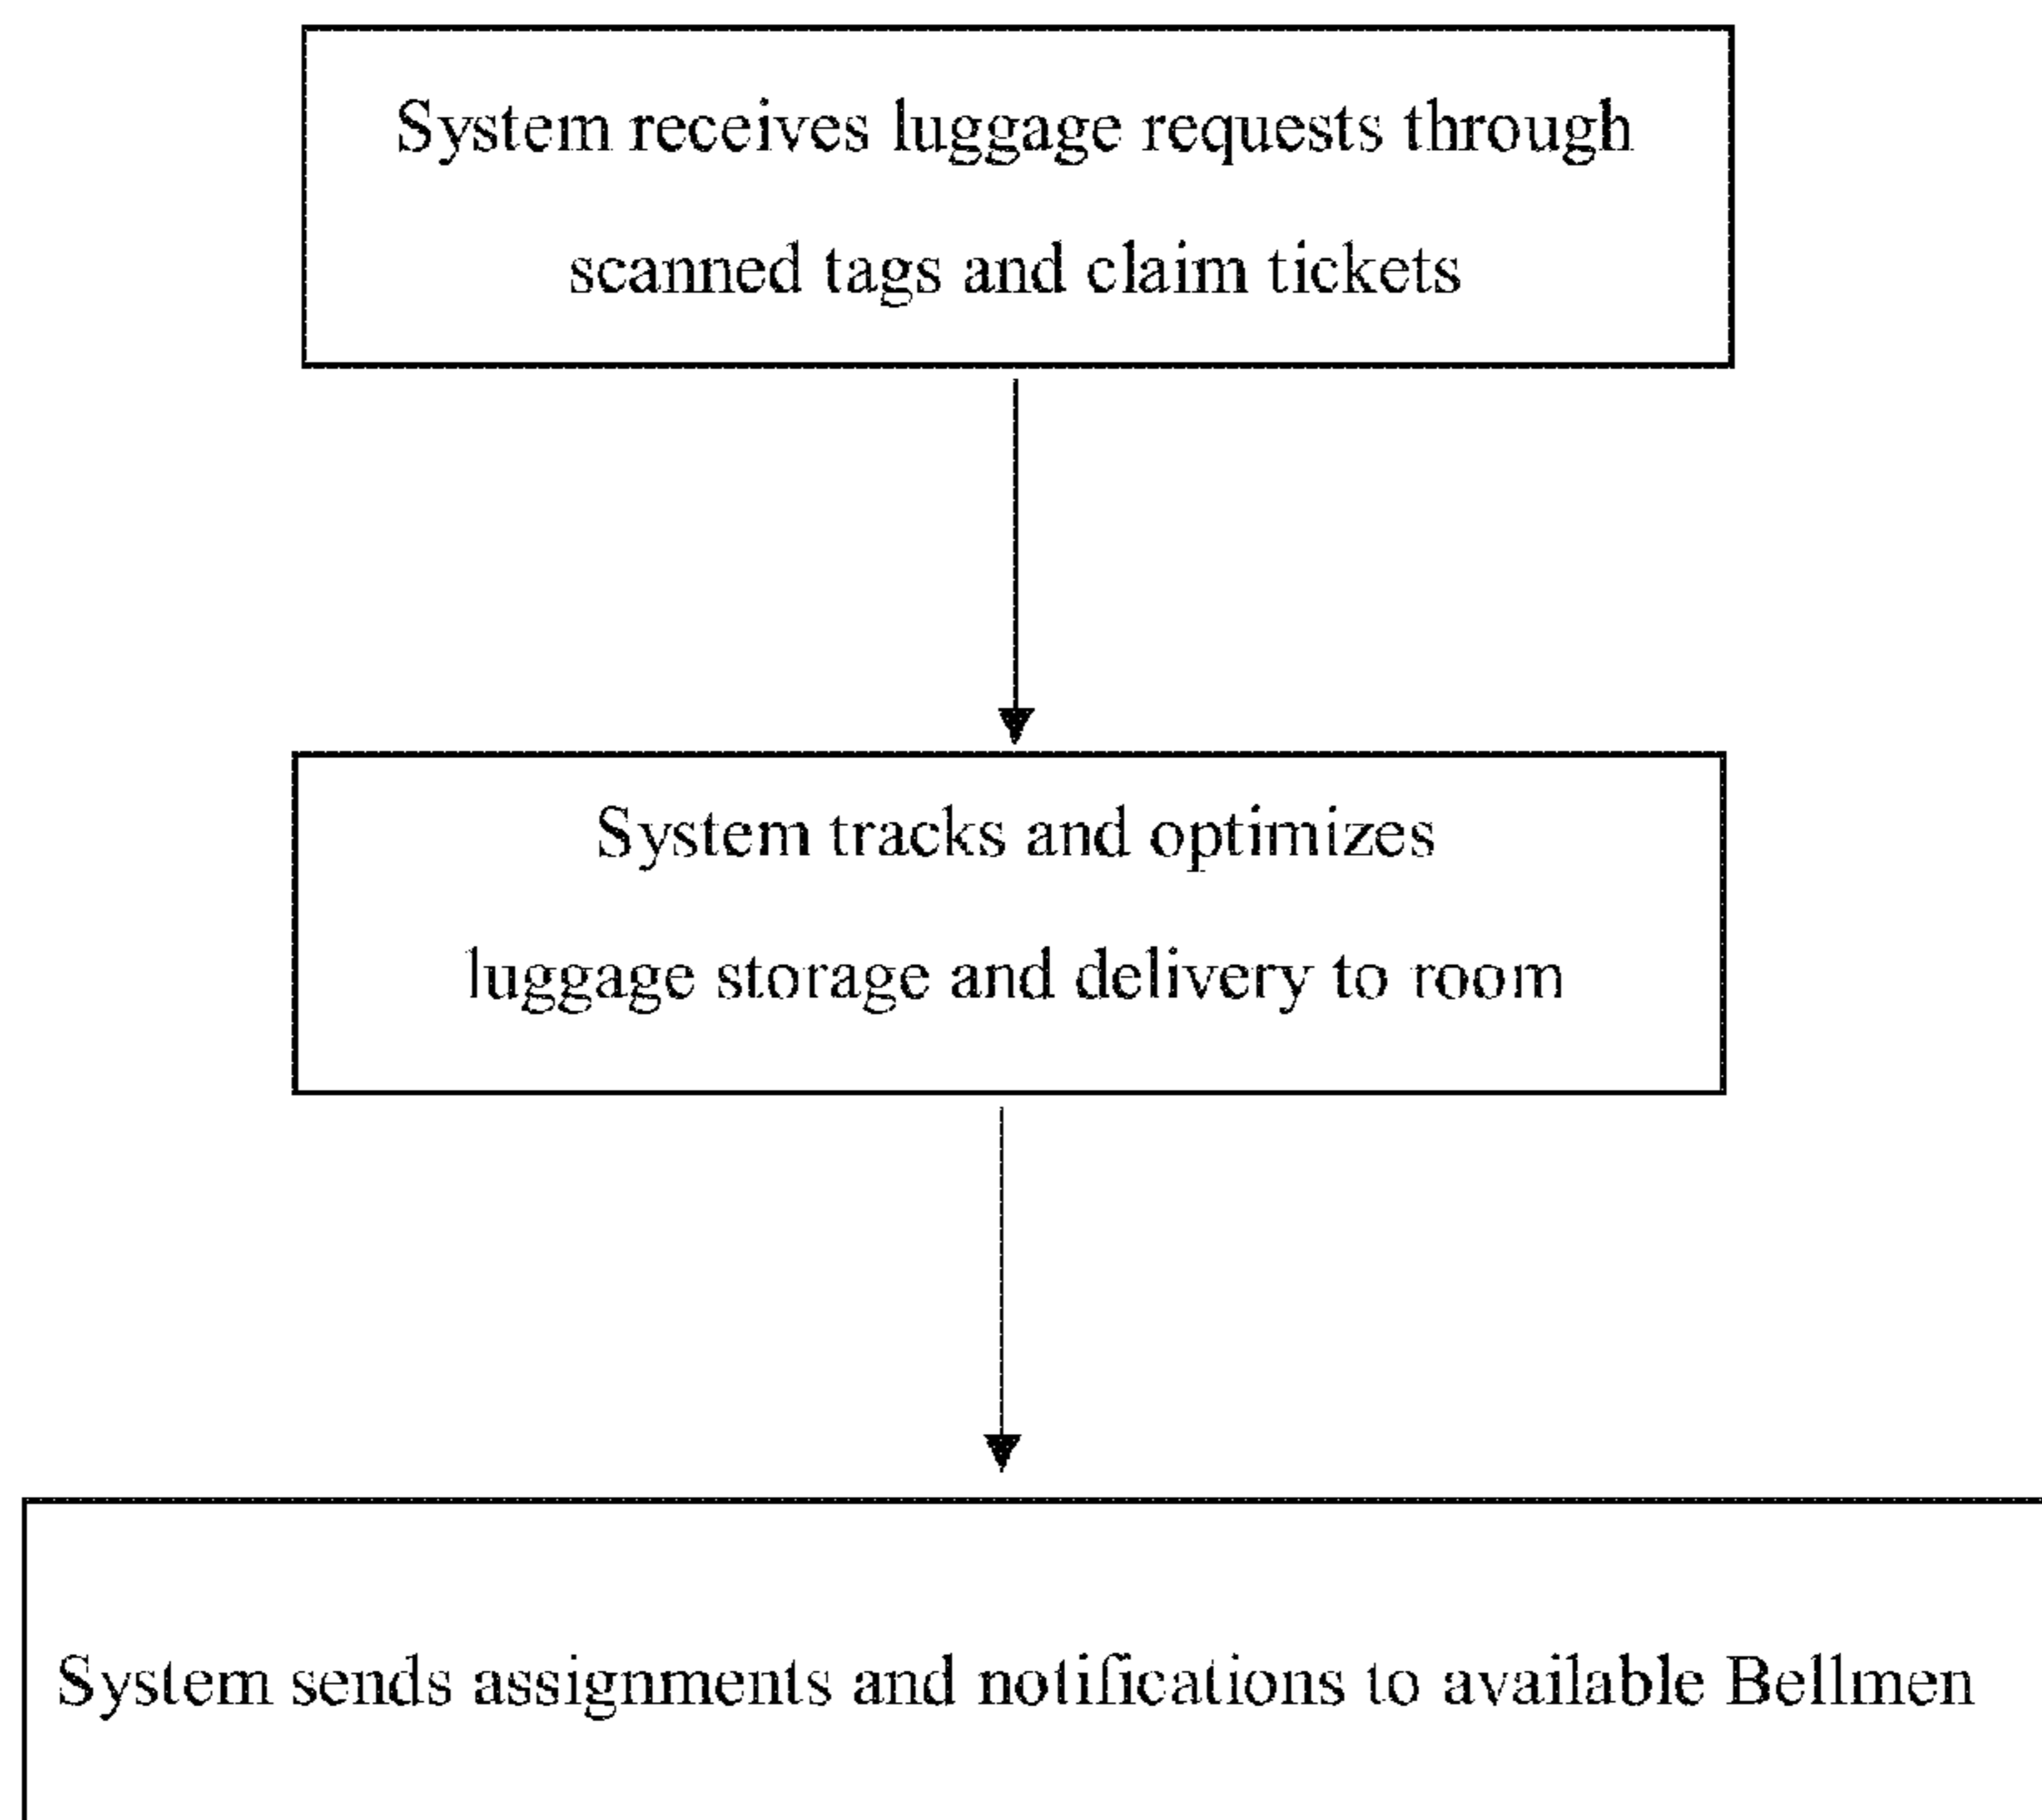 System receives luggage requests through
scanned tags and claim tickets
System tracks and optimizes
luggage storage and delivery to room
System sends assignments and notifications to available Bellmen